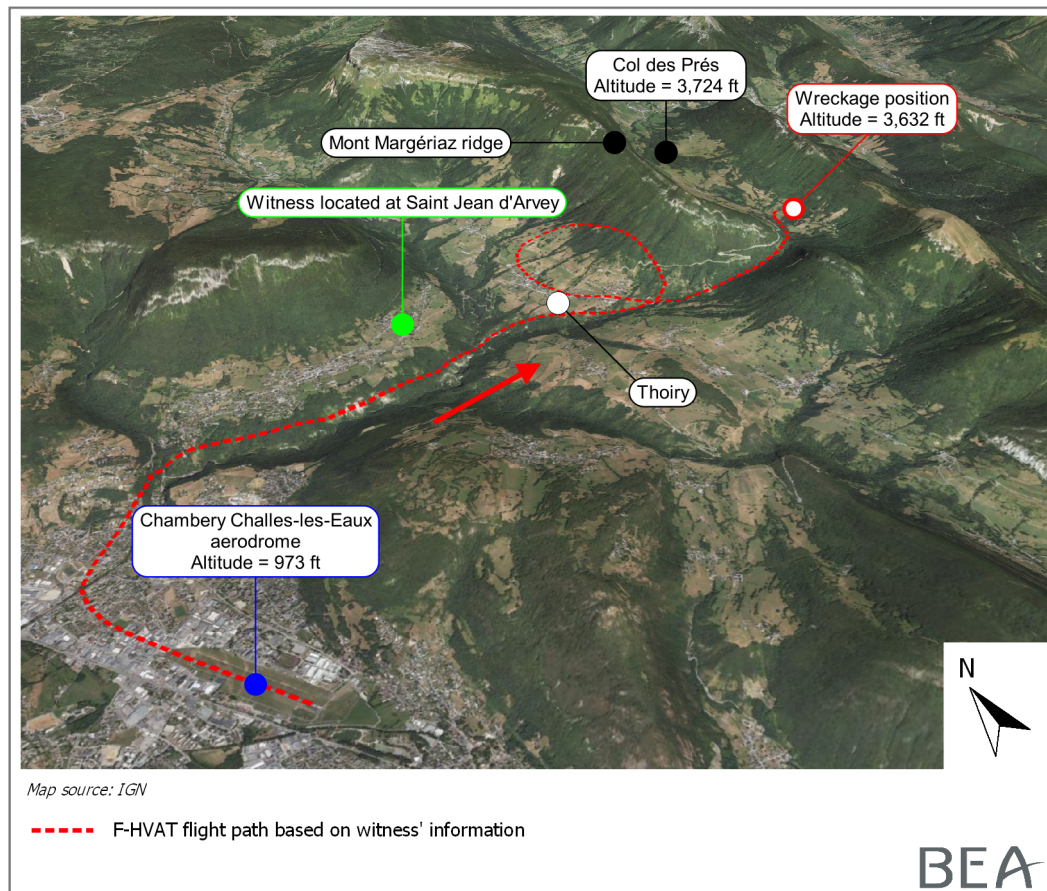 Col des Prés
Altitude = 3,724 ft
Wreckage position
Altitude = 3,632 ft
Mont Margériaz ridge
Witness located at Saint Jean d'Arvey
Thoiry
Chambery Challes-les-Eaux
aerodrome
Altitude = 973 ft
N
Map source: IGN
F-HVAT flight path based on witness' information
BEA